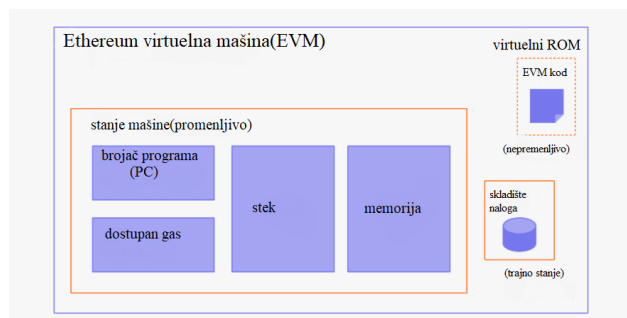 Ethereum virtuelna mašina(EVM)
virtuelni ROM
EVM kod
(nepremenljivo)
stanje mašine(promenljivo)
brojač programa
(PC)
dostupan gas
stek
memorija
skladište
naloga
(trajno stanje)